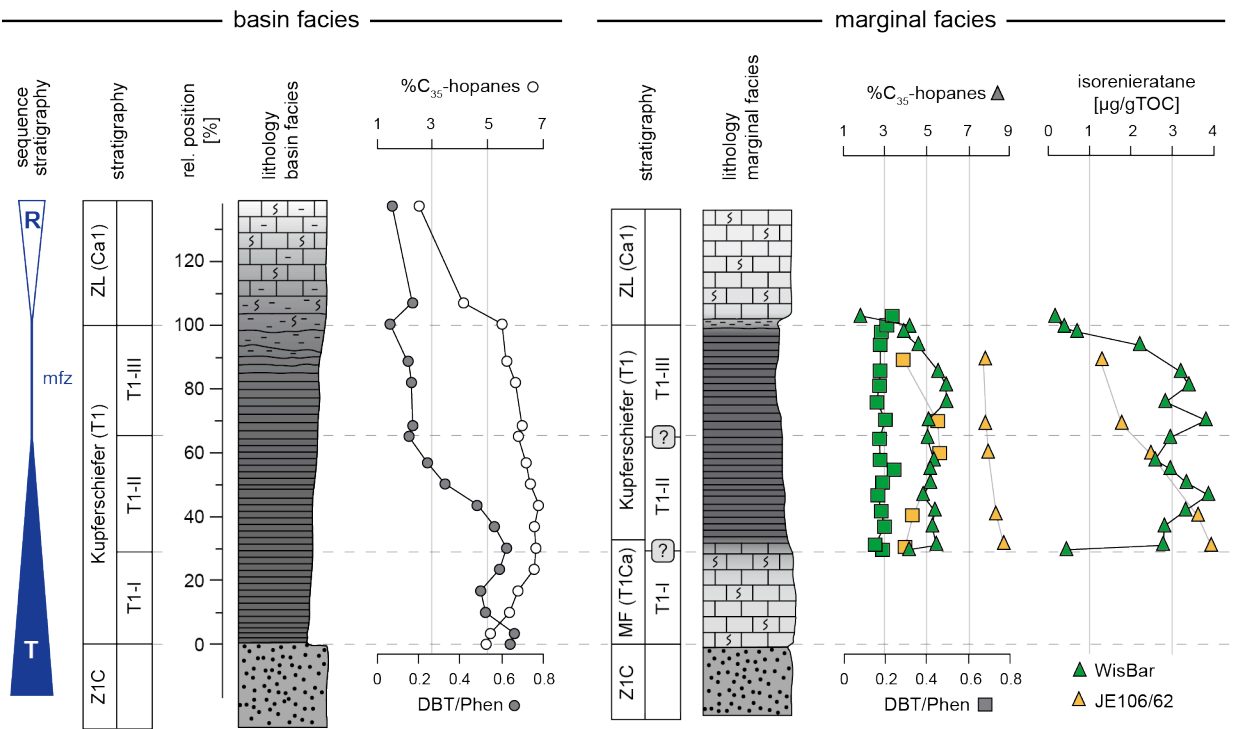 basin facies
marginal facies
sequence
stratigraphy
stratigraphy
rel. position
[%]
lithology
basin facies
%C35-hopanes
1 3 5 7
stratigraphy
lithology
marginal facies
%C35-hopanes
1 3 5 7 9
isorenieratane
[µg/gTOC]
0 1 2 3 4
R
mfz
T
ZL (Ca1)
Kupferschiefer (T1)
Z1C
T1-III
T1-II
T1-I
120
100
80
60
40
20
0
0 0.2 0.4 0.6 0.8
DBT/Phen
ZL (Ca1)
Kupferschiefer (T1)
MF (T1Ca)
Z1C
T1-III
?
T1-II
?
T1-I
0 0.2 0.4 0.6 0.8
DBT/Phen
WisBar
JE106/62